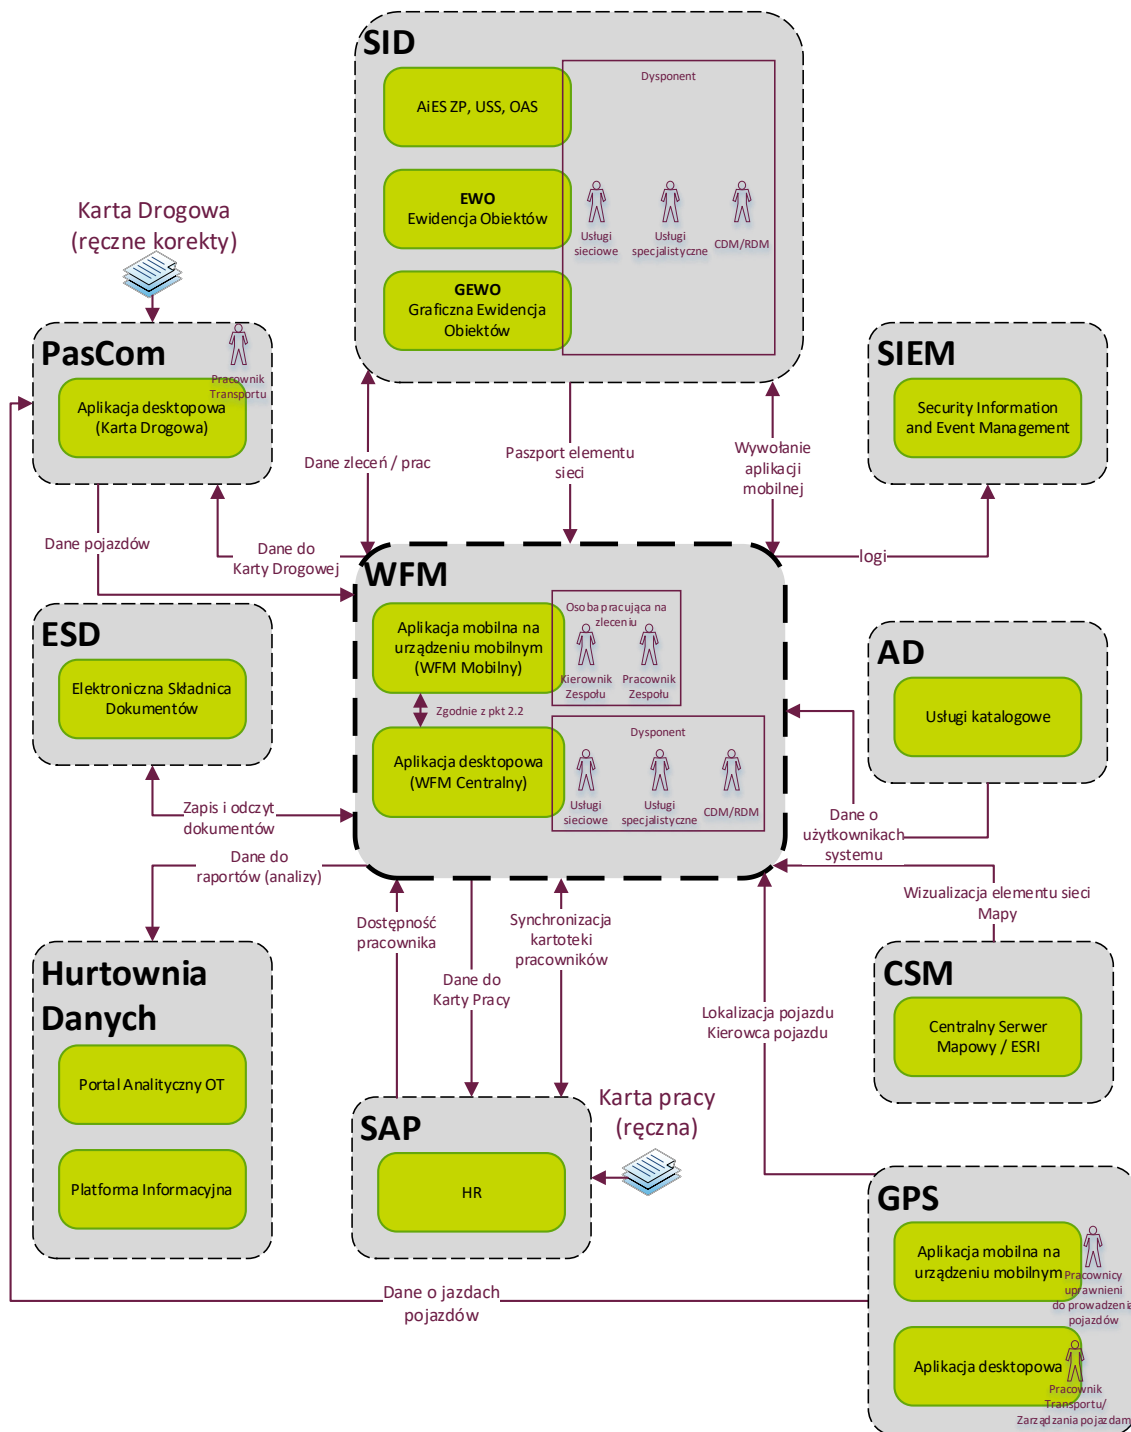 SID
Dysponent
AiES ZP, USS, OAS
EWO
Ewidencja Obiektów
Usługi
sieciowe
Usługi
specjalistyczne
CDM/RDM
GEWO
Graficzna Ewidencja
Obiektów
Karta Drogowa
(ręczne korekty)
PasCom
Pracownik
Transportu
Aplikacja desktopowa
(Karta Drogowa)
SIEM
Security Information
and Event Management
Dane zleceń / prac
Paszport elementu
sieci
Wywołanie
aplikacji
mobilnej
Dane pojazdów
Dane do
Karty Drogowej
logi
WFM
Aplikacja mobilna na
urządzeniu mobilnym
(WFM Mobilny)
Osoba pracująca na
zleceniu
Kierownik
Zespołu
Pracownik
Zespołu
Zgodnie z pkt 2.2
Aplikacja desktopowa
(WFM Centralny)
Dysponent
Usługi
sieciowe
Usługi
specjalistyczne
CDM/RDM
ESD
Elektroniczna Składnica
Dokumentów
AD
Usługi katalogowe
Zapis i odczyt
dokumentów
Dane o
użytkownikach
systemu
Dane do
raportów (analizy)
Dostępność
pracownika
Dane do
Karty Pracy
Synchronizacja
kartoteki
pracowników
Wizualizacja elementu sieci
Mapy
Hurtownia
Danych
Portal Analityczny OT
Platforma Informacyjna
CSM
Centralny Serwer
Mapowy / ESRI
Lokalizacja pojazdu
Kierowca pojazdu
SAP
HR
Karta pracy
(ręczna)
GPS
Aplikacja mobilna na
urządzeniu mobilnym
Pracownicy
uprawnieni
do prowadzenia
pojazdów
Aplikacja desktopowa
Pracownik
Transportu/
Zarządzania pojazdam
Dane o jazdach
pojazdów